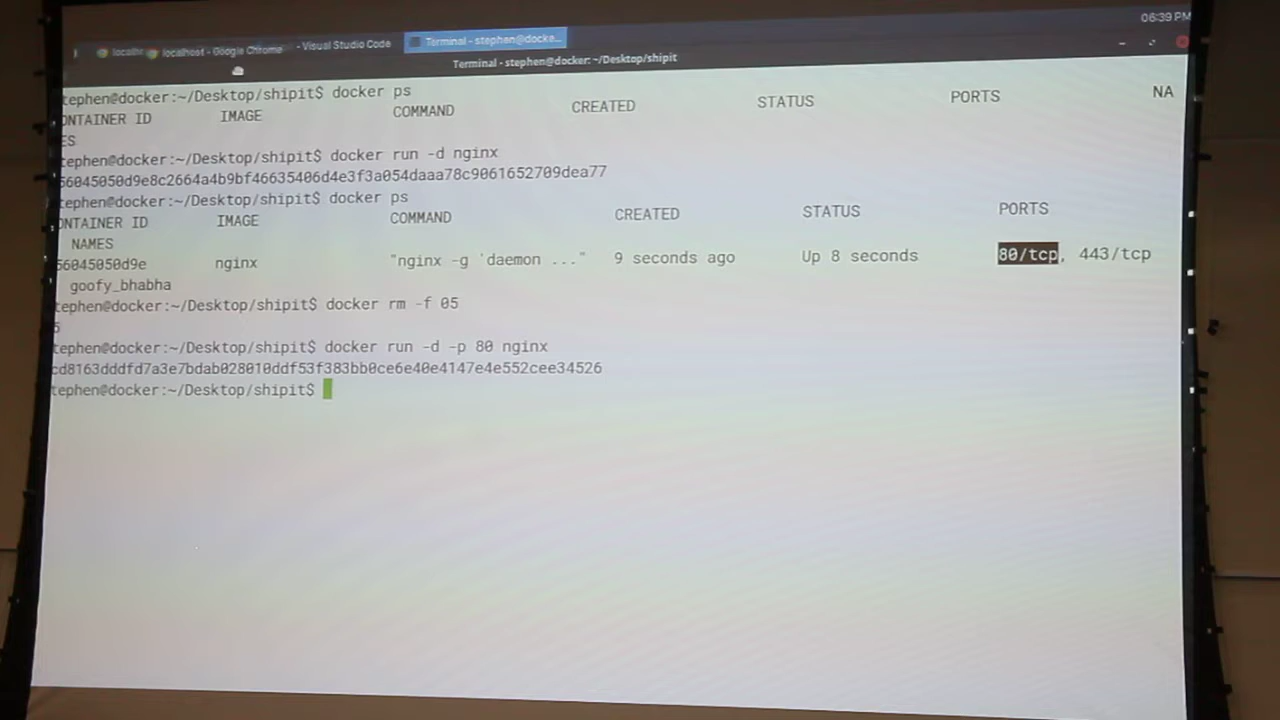 06:39 PM
localhost - Google Chrome - Visual Studio Code Terminal - stephen@docke...
Terminal - stephen@docker: ~/Desktop/shipit
tephen@docker:~/Desktop/shipit$ docker ps
ONTAINER ID IMAGE COMMAND CREATED STATUS PORTS NA
ES
tephen@docker:~/Desktop/shipit$ docker run -d nginx
56045050d9e8c2664a4b9bf46635406d4e3f3a054daaa78c9061652709dea77
tephen@docker:~/Desktop/shipit$ docker ps
ONTAINER ID IMAGE COMMAND CREATED STATUS PORTS
NAMES
56045050d9e nginx "nginx -g 'daemon ..." 9 seconds ago Up 8 seconds 80/tcp, 443/tcp
goofy_bhabha
tephen@docker:~/Desktop/shipit$ docker rm -f 05
5
tephen@docker:~/Desktop/shipit$ docker run -d -p 80 nginx
cd8163dddfd7a3e7bdab028010ddf53f383bb0ce6e40e4147e4e552cee34526
tephen@docker:~/Desktop/shipit$